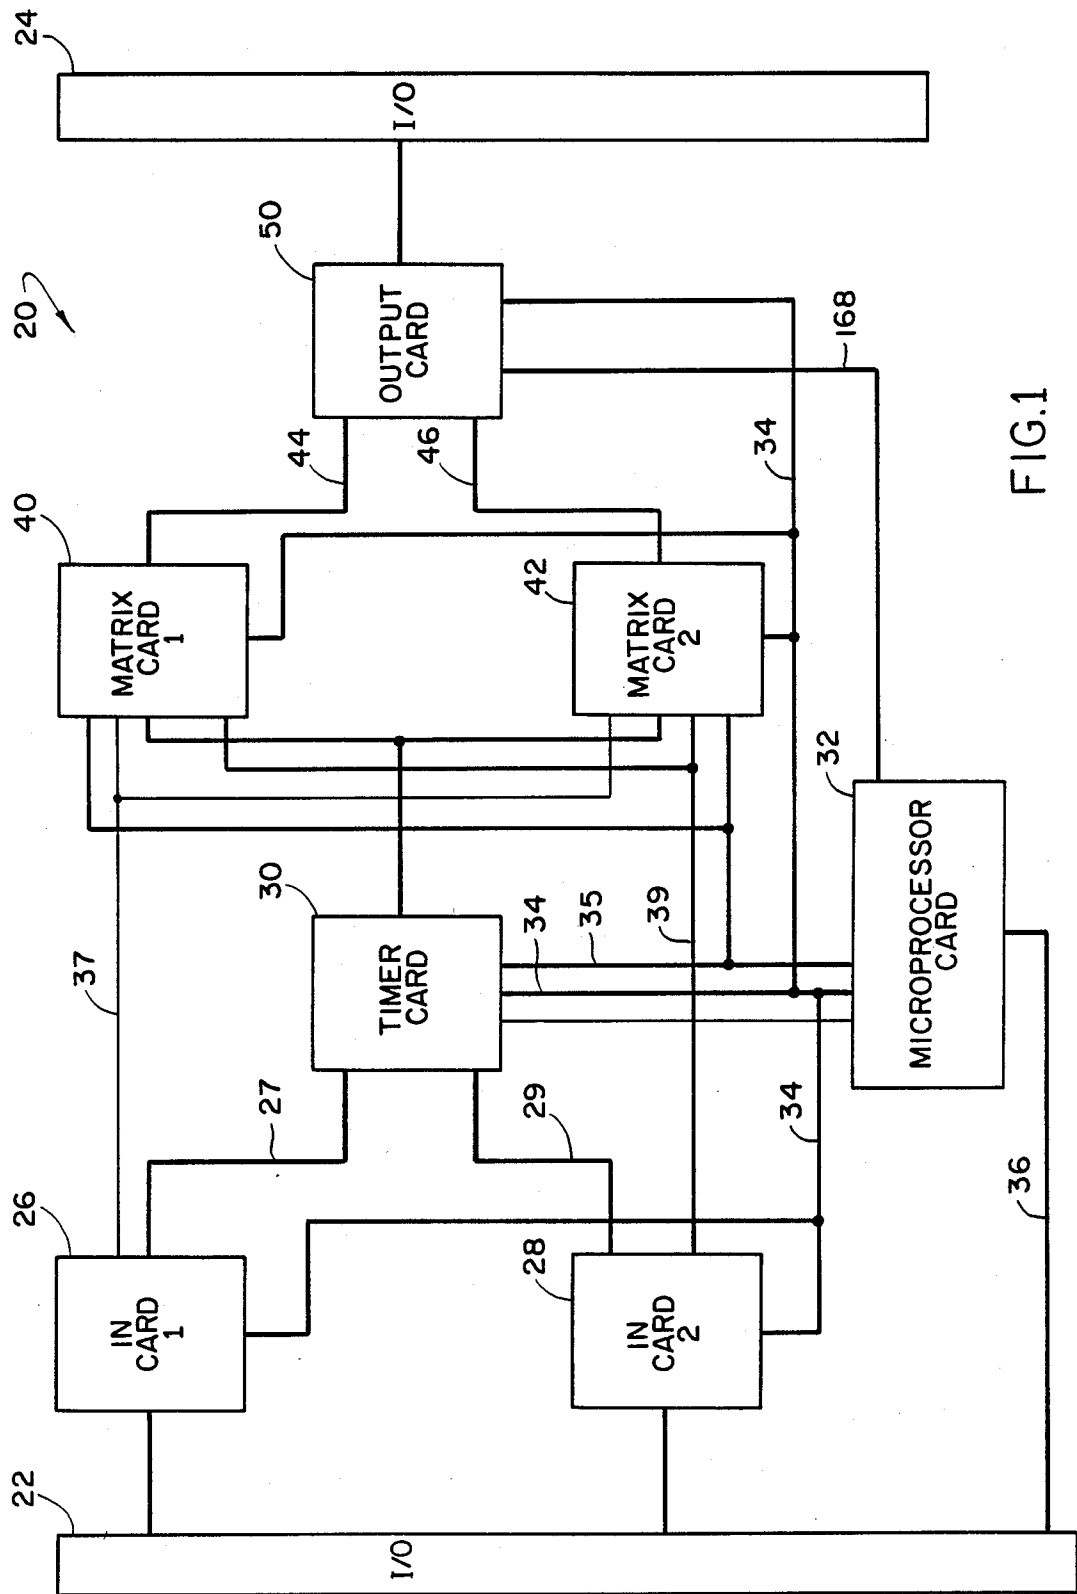 24
I/O
20
50
OUTPUT
CARD
168
44
46
34
40
MATRIX
CARD
1
42
MATRIX
CARD
2
32
MICROPROCESSOR
CARD
30
TIMER
CARD
34
35
39
37
27
29
34
36
26
IN
CARD
1
28
IN
CARD
2
22
I/O
FIG.1